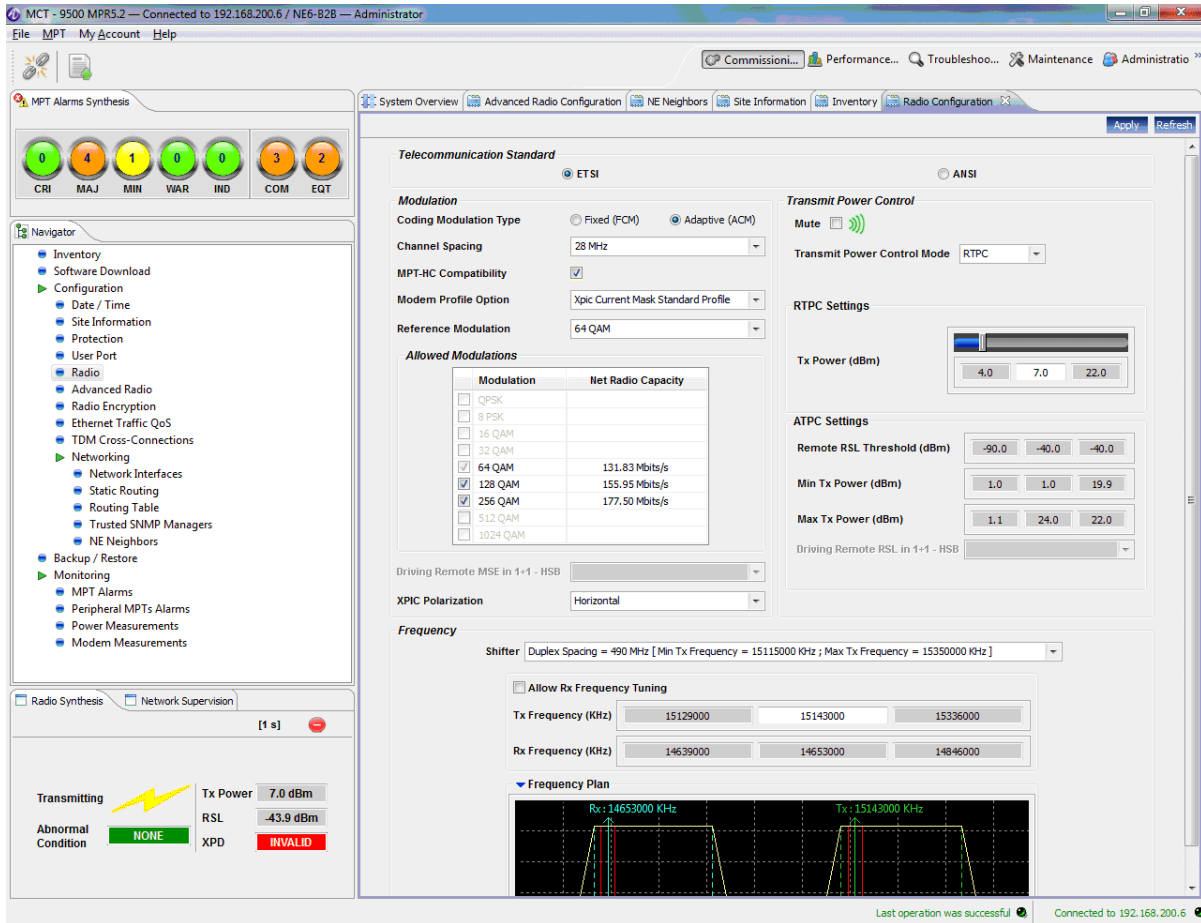 MCT - 9500 MPR5.2 — Connected to 192.168.200.6 / NE6-B2B — Administrator
File MPT My Account Help
Commissioni... Performance... Troubleshoo... Maintenance Administratio »
MPT Alarms Synthesis
0 4 1 0 0 3 2
CRI MAJ MIN WAR IND COM EQT
Navigator
Inventory
Software Download
Configuration
Date / Time
Site Information
Protection
User Port
Radio
Advanced Radio
Radio Encryption
Ethernet Traffic QoS
TDM Cross-Connections
Networking
Network Interfaces
Static Routing
Routing Table
Trusted SNMP Managers
NE Neighbors
Backup / Restore
Monitoring
MPT Alarms
Peripheral MPTs Alarms
Power Measurements
Modem Measurements
Radio Synthesis Network Supervision
[1 s]
Transmitting
Abnormal Condition NONE
Tx Power 7.0 dBm
RSL -43.9 dBm
XPD INVALID
System Overview Advanced Radio Configuration NE Neighbors Site Information Inventory Radio Configuration
Apply Refresh
Telecommunication Standard
ETSI ANSI
Modulation
Coding Modulation Type Fixed (FCM) Adaptive (ACM)
Channel Spacing 28 MHz
MPT-HC Compatibility
Modem Profile Option Xpic Current Mask Standard Profile
Reference Modulation 64 QAM
Allowed Modulations
Modulation Net Radio Capacity
QPSK
8 PSK
16 QAM
32 QAM
64 QAM 131.83 Mbits/s
128 QAM 155.95 Mbits/s
256 QAM 177.50 Mbits/s
512 QAM
1024 QAM
Driving Remote MSE in 1+1 - HSB
XPIC Polarization Horizontal
Transmit Power Control
Mute
Transmit Power Control Mode RTPC
RTPC Settings
Tx Power (dBm) 4.0 7.0 22.0
ATPC Settings
Remote RSL Threshold (dBm) -90.0 -40.0 -40.0
Min Tx Power (dBm) 1.0 1.0 19.9
Max Tx Power (dBm) 1.1 24.0 22.0
Driving Remote RSL in 1+1 - HSB
Frequency
Shifter Duplex Spacing = 490 MHz [ Min Tx Frequency = 15115000 KHz ; Max Tx Frequency = 15350000 KHz ]
Allow Rx Frequency Tuning
Tx Frequency (KHz) 15129000 15143000 15336000
Rx Frequency (KHz) 14639000 14653000 14846000
Frequency Plan
Rx : 14653000 KHz Tx : 15143000 KHz
Last operation was successful Connected to 192.168.200.6